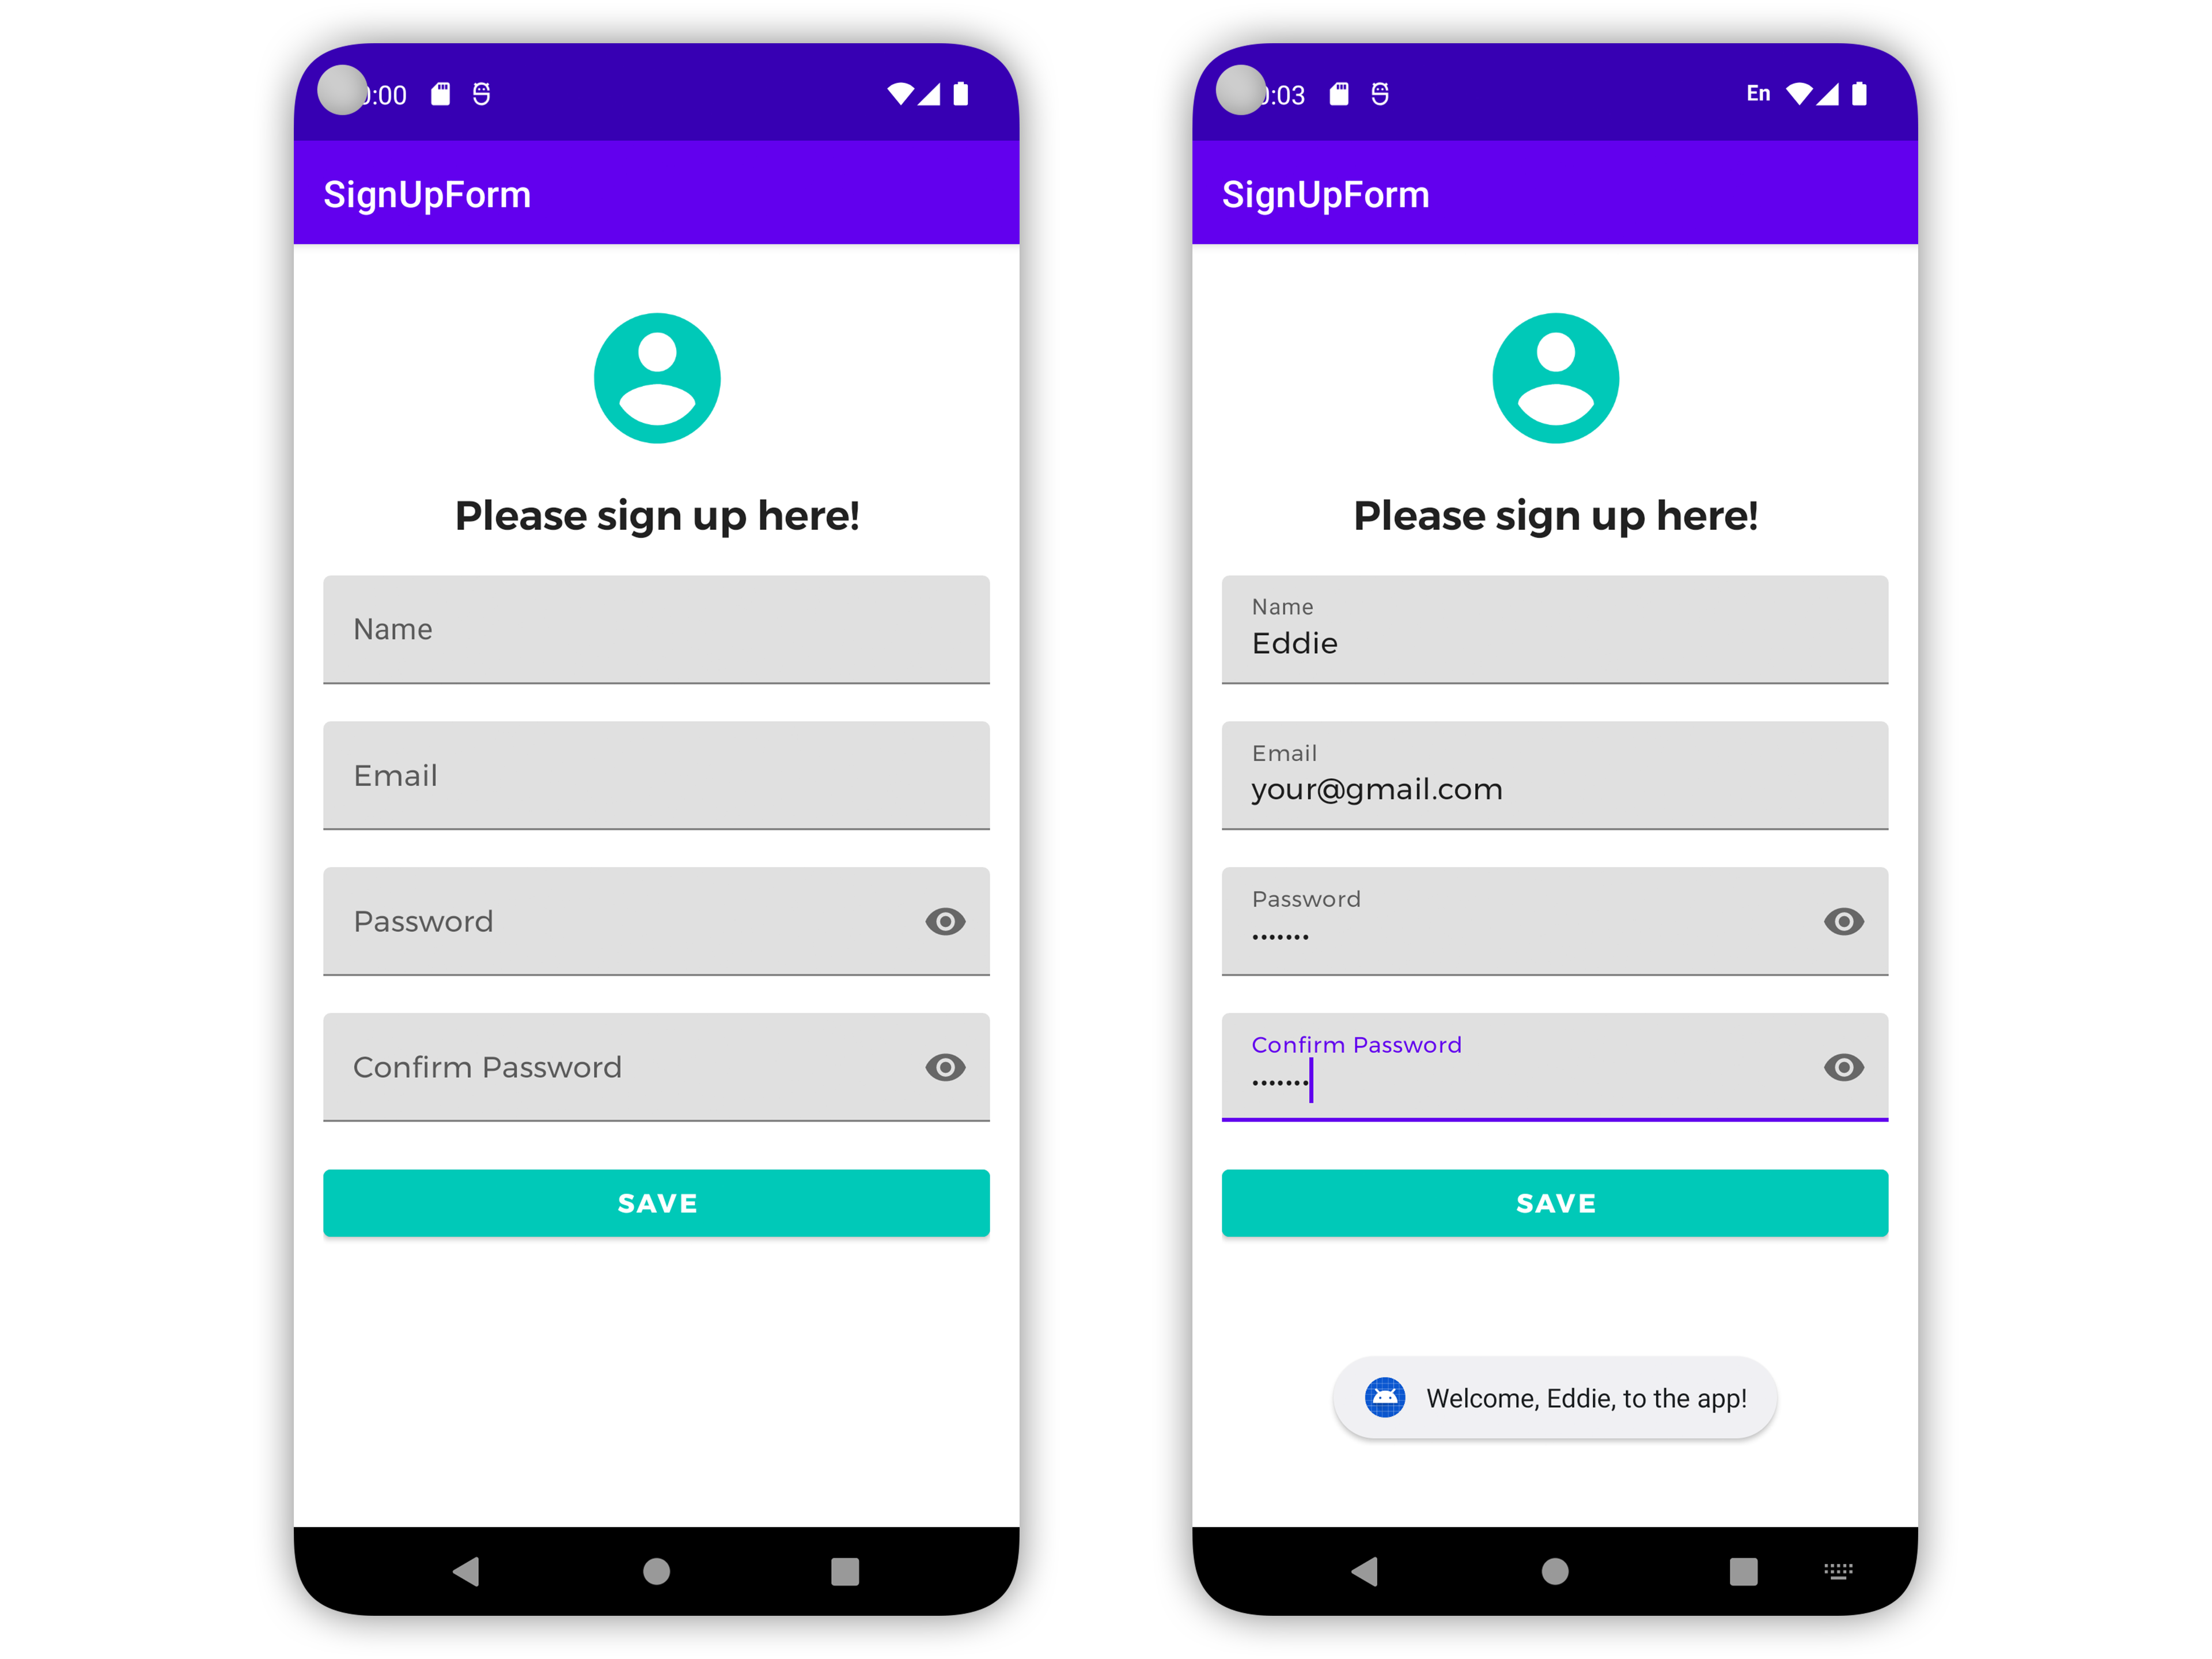 :00
SignUpForm
Please sign up here!
Name
Email
Password
Confirm Password
SAVE
:03 En
SignUpForm
Please sign up here!
Name
Eddie
Email
your@gmail.com
Password
•••••••
Confirm Password
•••••••
SAVE
Welcome, Eddie, to the app!